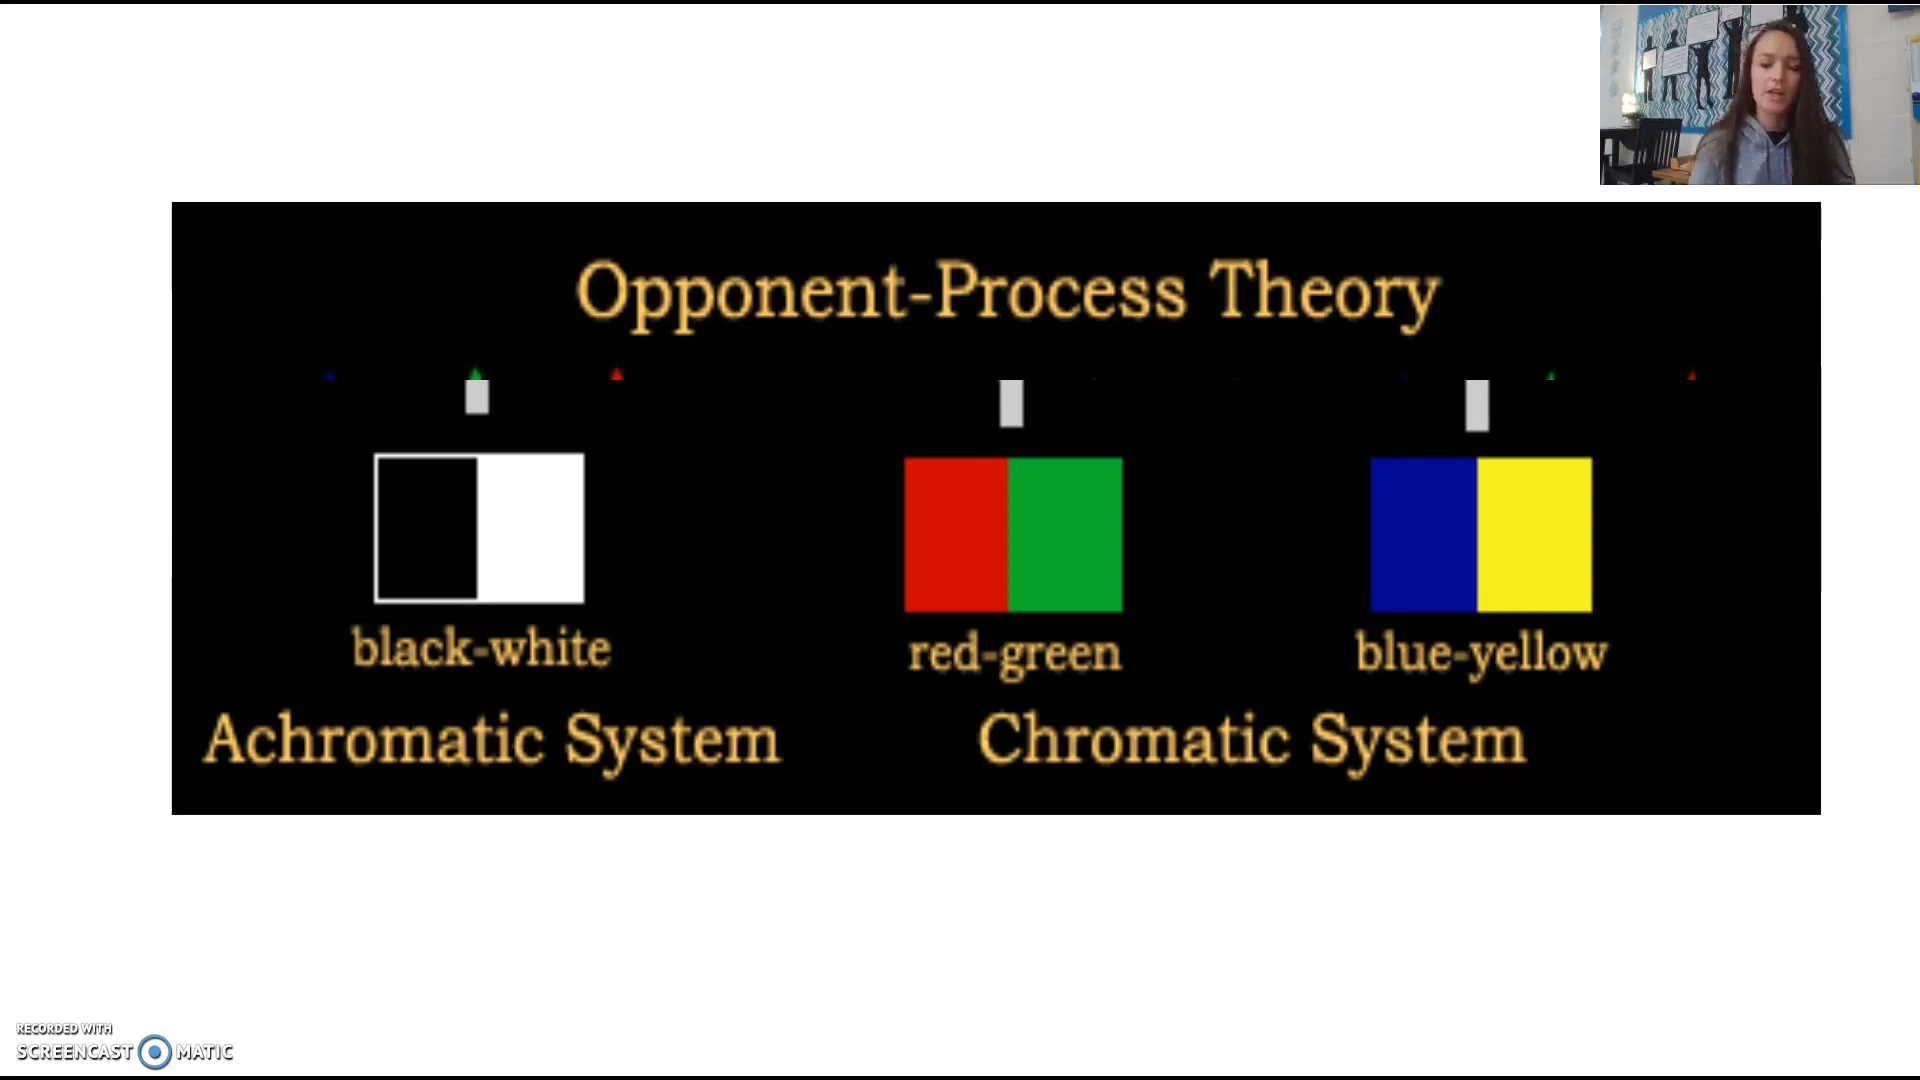 Opponent-Process Theory
black-white
red-green
blue-yellow
Achromatic System
Chromatic System
RECORDED WITH
SCREENCAST MATIC